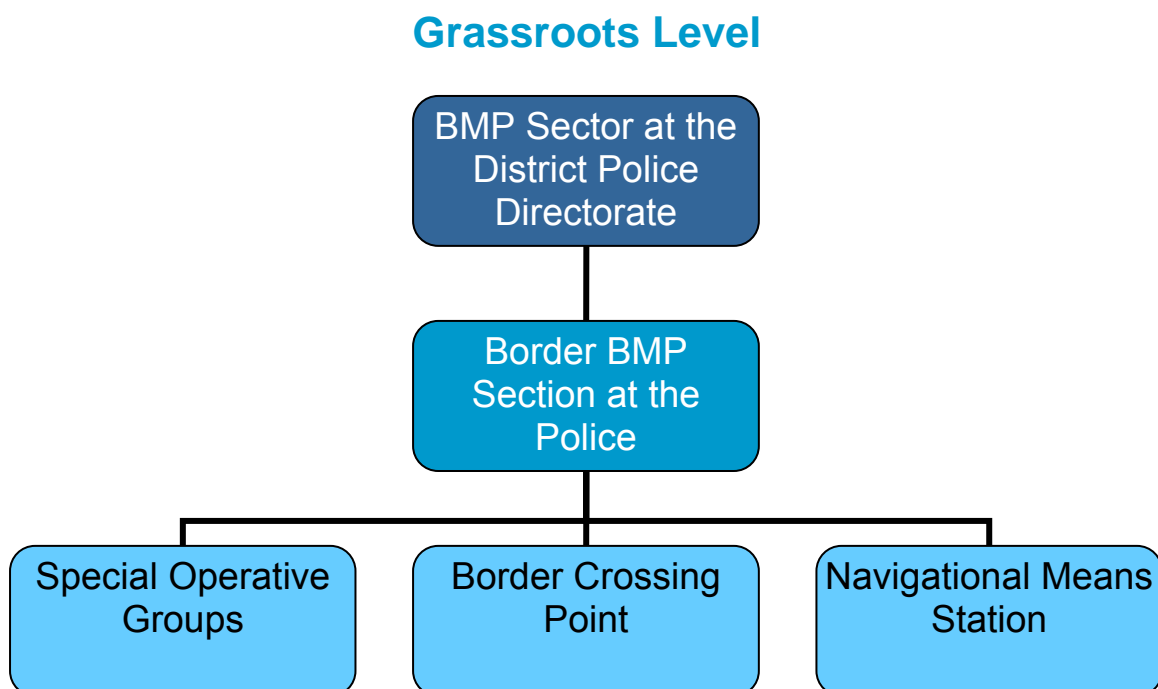 Grassroots Level
BMP Sector at the
District Police
Directorate
Border BMP
Section at the
Police
Special Operative
Groups
Border Crossing
Point
Navigational Means
Station